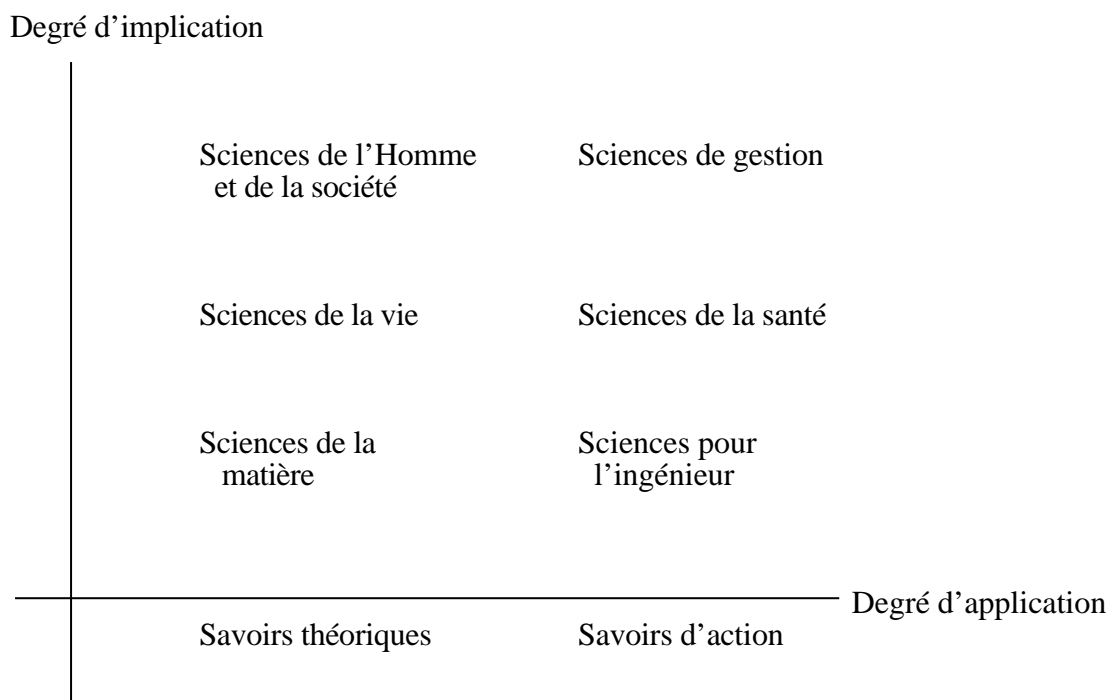 Degré d’implication
Sciences de l’Homme
et de la société
Sciences de gestion
Sciences de la vie
Sciences de la santé
Sciences de la
matière
Sciences pour
l’ingénieur
Degré d’application
Savoirs théoriques
Savoirs d’action